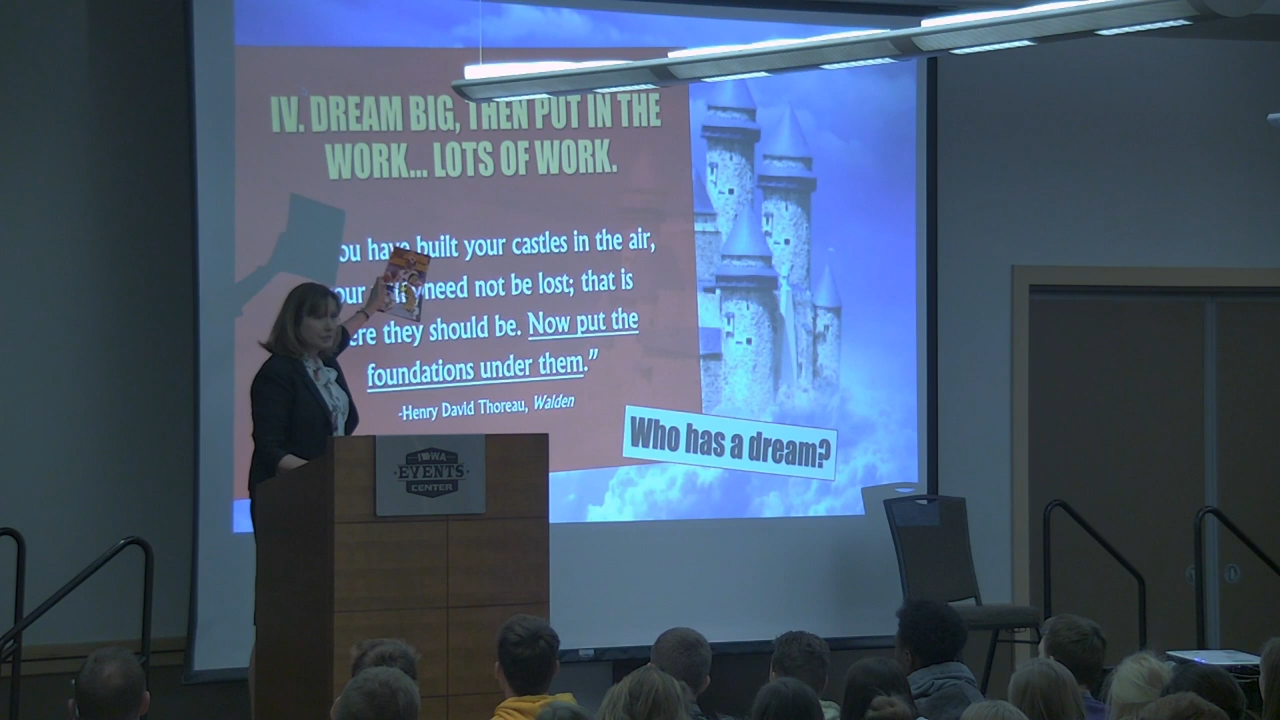 IV. DREAM BIG, THEN PUT IN THE
WORK... LOTS OF WORK.
ou have built your castles in the air,
our need not be lost; that is
ere they should be. Now put the
foundations under them.”
-Henry David Thoreau, Walden
Who has a dream?
IOWA
EVENTS
CENTER